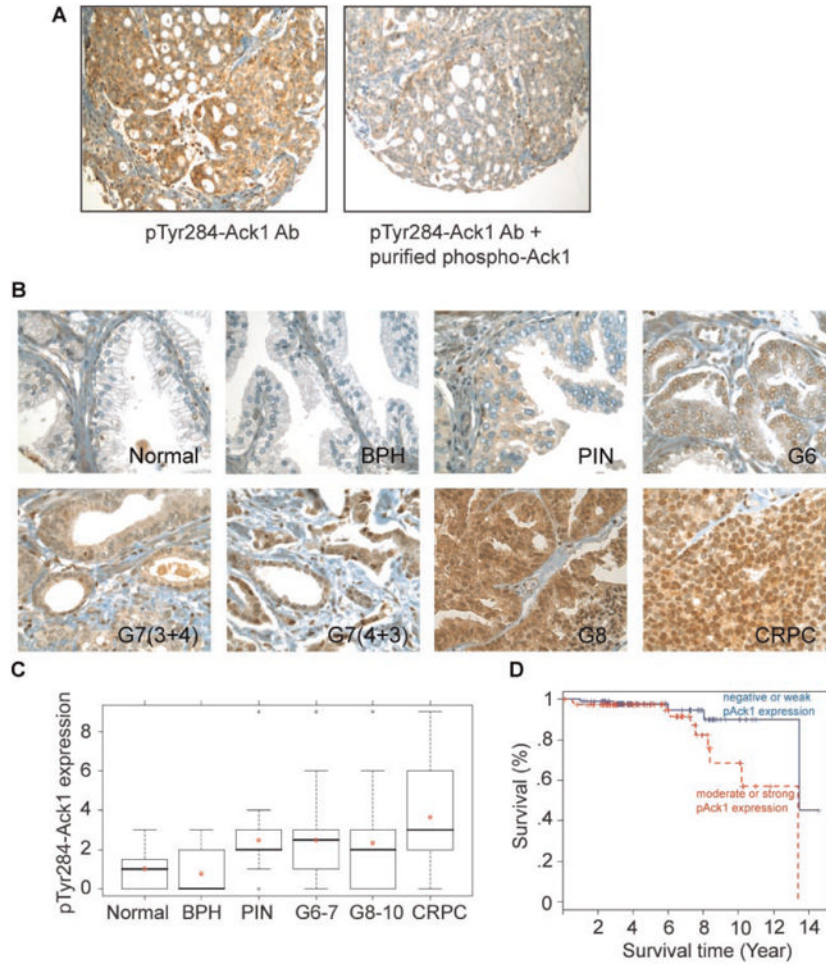 A
pTyr284-Ack1 Ab
pTyr284-Ack1 Ab +
purified phospho-Ack1
B
Normal
BPH
PIN
G6
G7(3+4)
G7(4+3)
G8
CRPC
C
pTyr284-Ack1 expression
8
6
4
2
0
Normal BPH PIN G6-7 G8-10 CRPC
D
negative or weak
pAck1 expression
moderate or strong
pAck1 expression
Survival (%)
1
.8
.6
.4
.2
0
2 4 6 8 10 12 14
Survival time (Year)